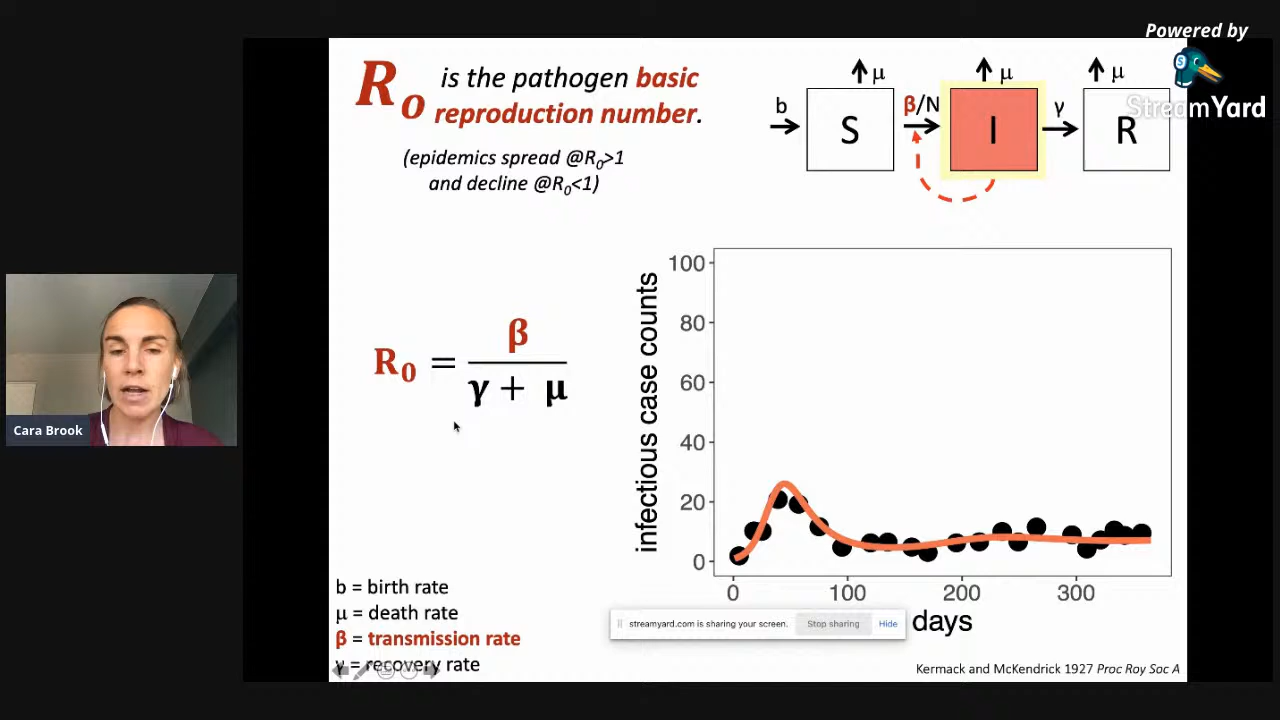 Powered by
StreamYard
Ro is the pathogen basic
reproduction number.
(epidemics spread @R₀>1
and decline @R₀<1)
μ μ μ
b S β/N I γ R
R₀ = β
γ + μ
infectious case counts
100
80
60
40
20
0
0 100 200 300
days
b = birth rate
μ = death rate
β = transmission rate
γ = recovery rate
streamyard.com is sharing your screen. Stop sharing Hide
Kermack and McKendrick 1927 Proc Roy Soc A
Cara Brook